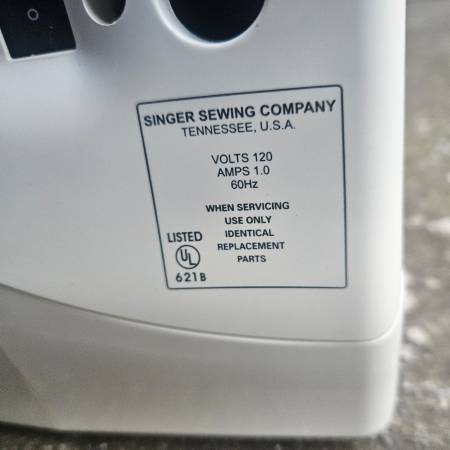 O
SINGER SEWING COMPANY
TENNESSEE, U.S.A.
VOLTS 120
AMPS 1.0
60Hz
WHEN SERVICING
USE ONLY
IDENTICAL
REPLACEMENT
PARTS
LISTED
UL
621B